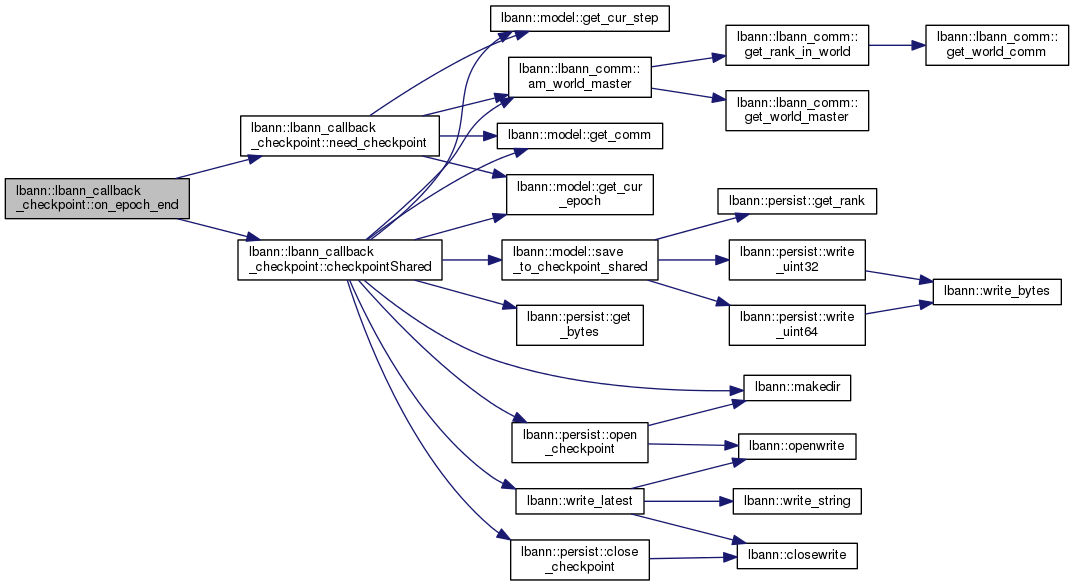 lbann::lbann_callback
_checkpoint::on_epoch_end
lbann::lbann_callback
_checkpoint::need_checkpoint
lbann::lbann_callback
_checkpoint::checkpointShared
lbann::model::get_cur_step
lbann::lbann_comm::
am_world_master
lbann::model::get_comm
lbann::model::get_cur
_epoch
lbann::model::save
_to_checkpoint_shared
lbann::persist::get
_bytes
lbann::persist::open
_checkpoint
lbann::write_latest
lbann::persist::close
_checkpoint
lbann::lbann_comm::
get_rank_in_world
lbann::lbann_comm::
get_world_master
lbann::persist::get_rank
lbann::persist::write
_uint32
lbann::persist::write
_uint64
lbann::makedir
lbann::openwrite
lbann::write_string
lbann::closewrite
lbann::lbann_comm::
get_world_comm
lbann::write_bytes